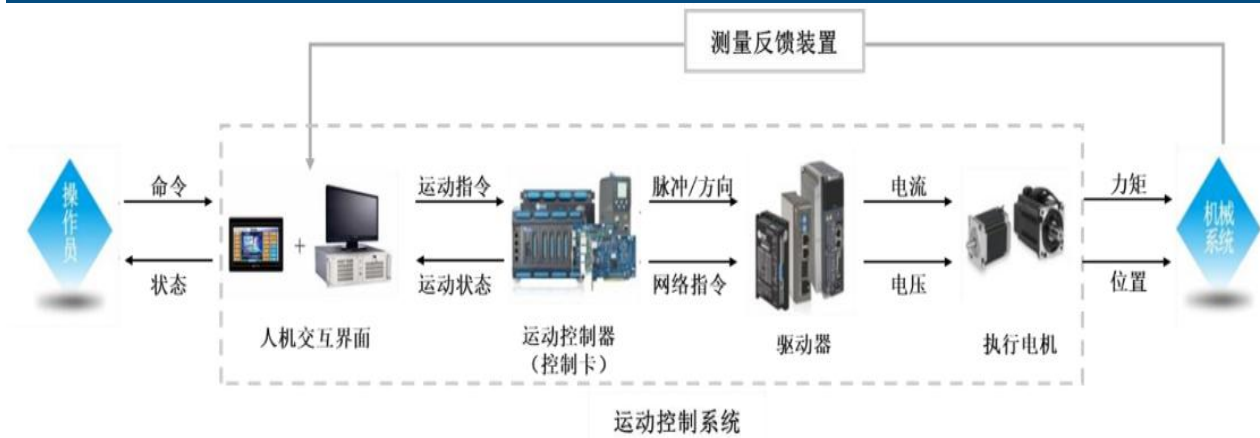 测量反馈装置
操作员
命令
状态
人机交互界面
运动指令
运动状态
运动控制器
（控制卡）
脉冲/方向
网络指令
驱动器
电流
电压
执行电机
力矩
位置
机械
系统
运动控制系统